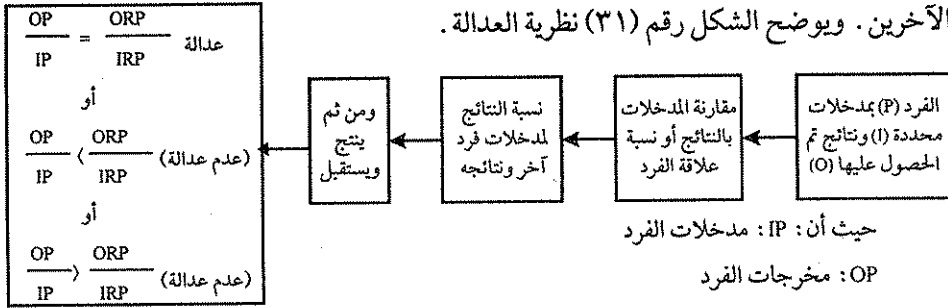 الآخرين. ويوضح الشكل رقم (٣١) نظرية العدالة.
الفرد (P) بمدخلات
محددة (I) ونتائج تم
الحصول عليها (O)
مقارنة المدخلات
بالنتائج أو نسبة
علاقة الفرد
نسبة النتائج
لمدخلات فرد
آخر ونتائجه
ومن ثم
ينتج
ويستقبل
OP/IP = ORP/IRP عدالة
أو
OP/IP < ORP/IRP (عدم عدالة)
أو
OP/IP > ORP/IRP (عدم عدالة)
حيث أن: IP: مدخلات الفرد
OP: مخرجات الفرد